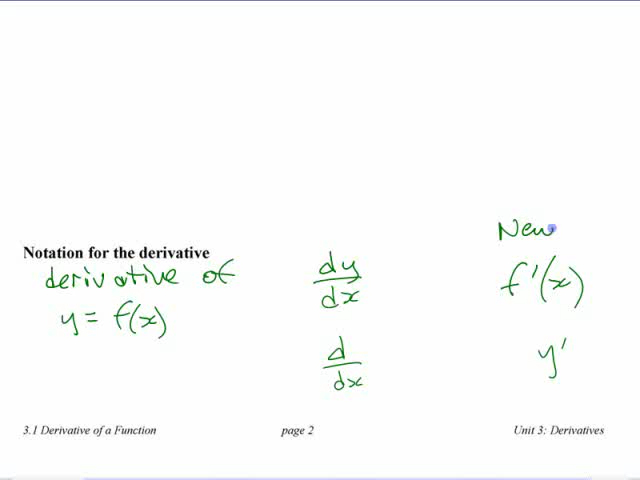 New
Notation for the derivative
derivative of
y = f(x)
dy/dx
f'(x)
d/dx
y'
3.1 Derivative of a Function page 2 Unit 3: Derivatives